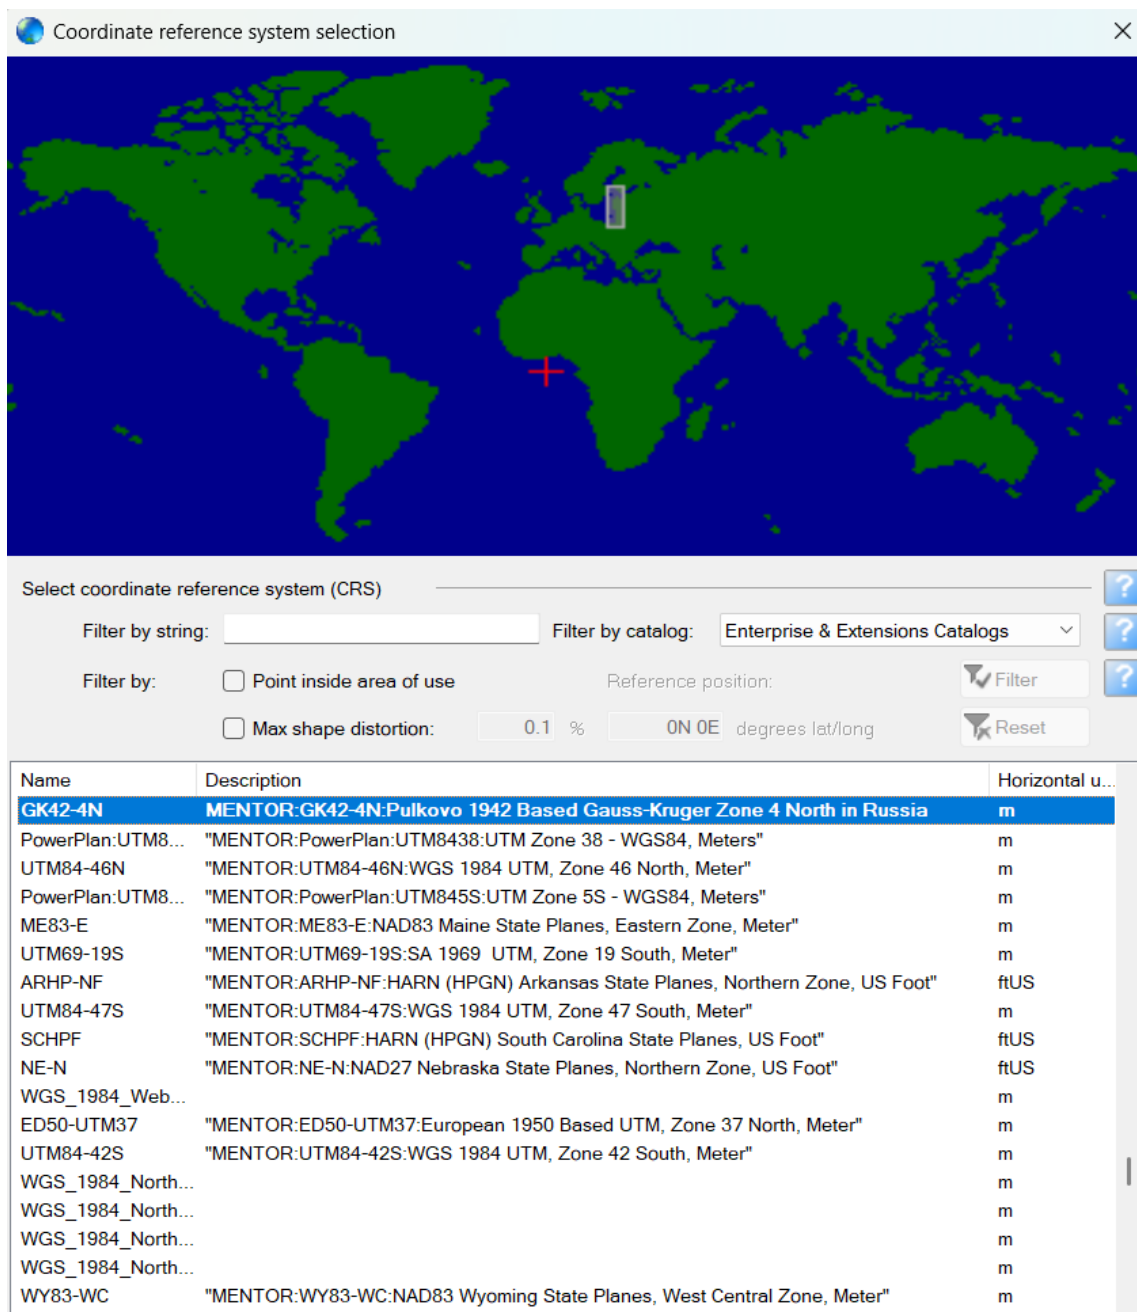 Coordinate reference system selection
Select coordinate reference system (CRS)
?
Filter by string: Filter by catalog: Enterprise & Extensions Catalogs
?
Filter by: Point inside area of use Reference position: Filter
?
Max shape distortion: 0.1 % 0N 0E degrees lat/long Reset
Name Description Horizontal u...
GK42-4N MENTOR:GK42-4N:Pulkovo 1942 Based Gauss-Kruger Zone 4 North in Russia m
PowerPlan:UTM8... "MENTOR:PowerPlan:UTM8438:UTM Zone 38 - WGS84, Meters" m
UTM84-46N "MENTOR:UTM84-46N:WGS 1984 UTM, Zone 46 North, Meter" m
PowerPlan:UTM8... "MENTOR:PowerPlan:UTM845S:UTM Zone 5S - WGS84, Meters" m
ME83-E "MENTOR:ME83-E:NAD83 Maine State Planes, Eastern Zone, Meter" m
UTM69-19S "MENTOR:UTM69-19S:SA 1969  UTM, Zone 19 South, Meter" m
ARHP-NF "MENTOR:ARHP-NF:HARN (HPGN) Arkansas State Planes, Northern Zone, US Foot" ftUS
UTM84-47S "MENTOR:UTM84-47S:WGS 1984 UTM, Zone 47 South, Meter" m
SCHPF "MENTOR:SCHPF:HARN (HPGN) South Carolina State Planes, US Foot" ftUS
NE-N "MENTOR:NE-N:NAD27 Nebraska State Planes, Northern Zone, US Foot" ftUS
WGS_1984_Web... m
ED50-UTM37 "MENTOR:ED50-UTM37:European 1950 Based UTM, Zone 37 North, Meter" m
UTM84-42S "MENTOR:UTM84-42S:WGS 1984 UTM, Zone 42 South, Meter" m
WGS_1984_North... m
WGS_1984_North... m
WGS_1984_North... m
WGS_1984_North... m
WY83-WC "MENTOR:WY83-WC:NAD83 Wyoming State Planes, West Central Zone, Meter" m